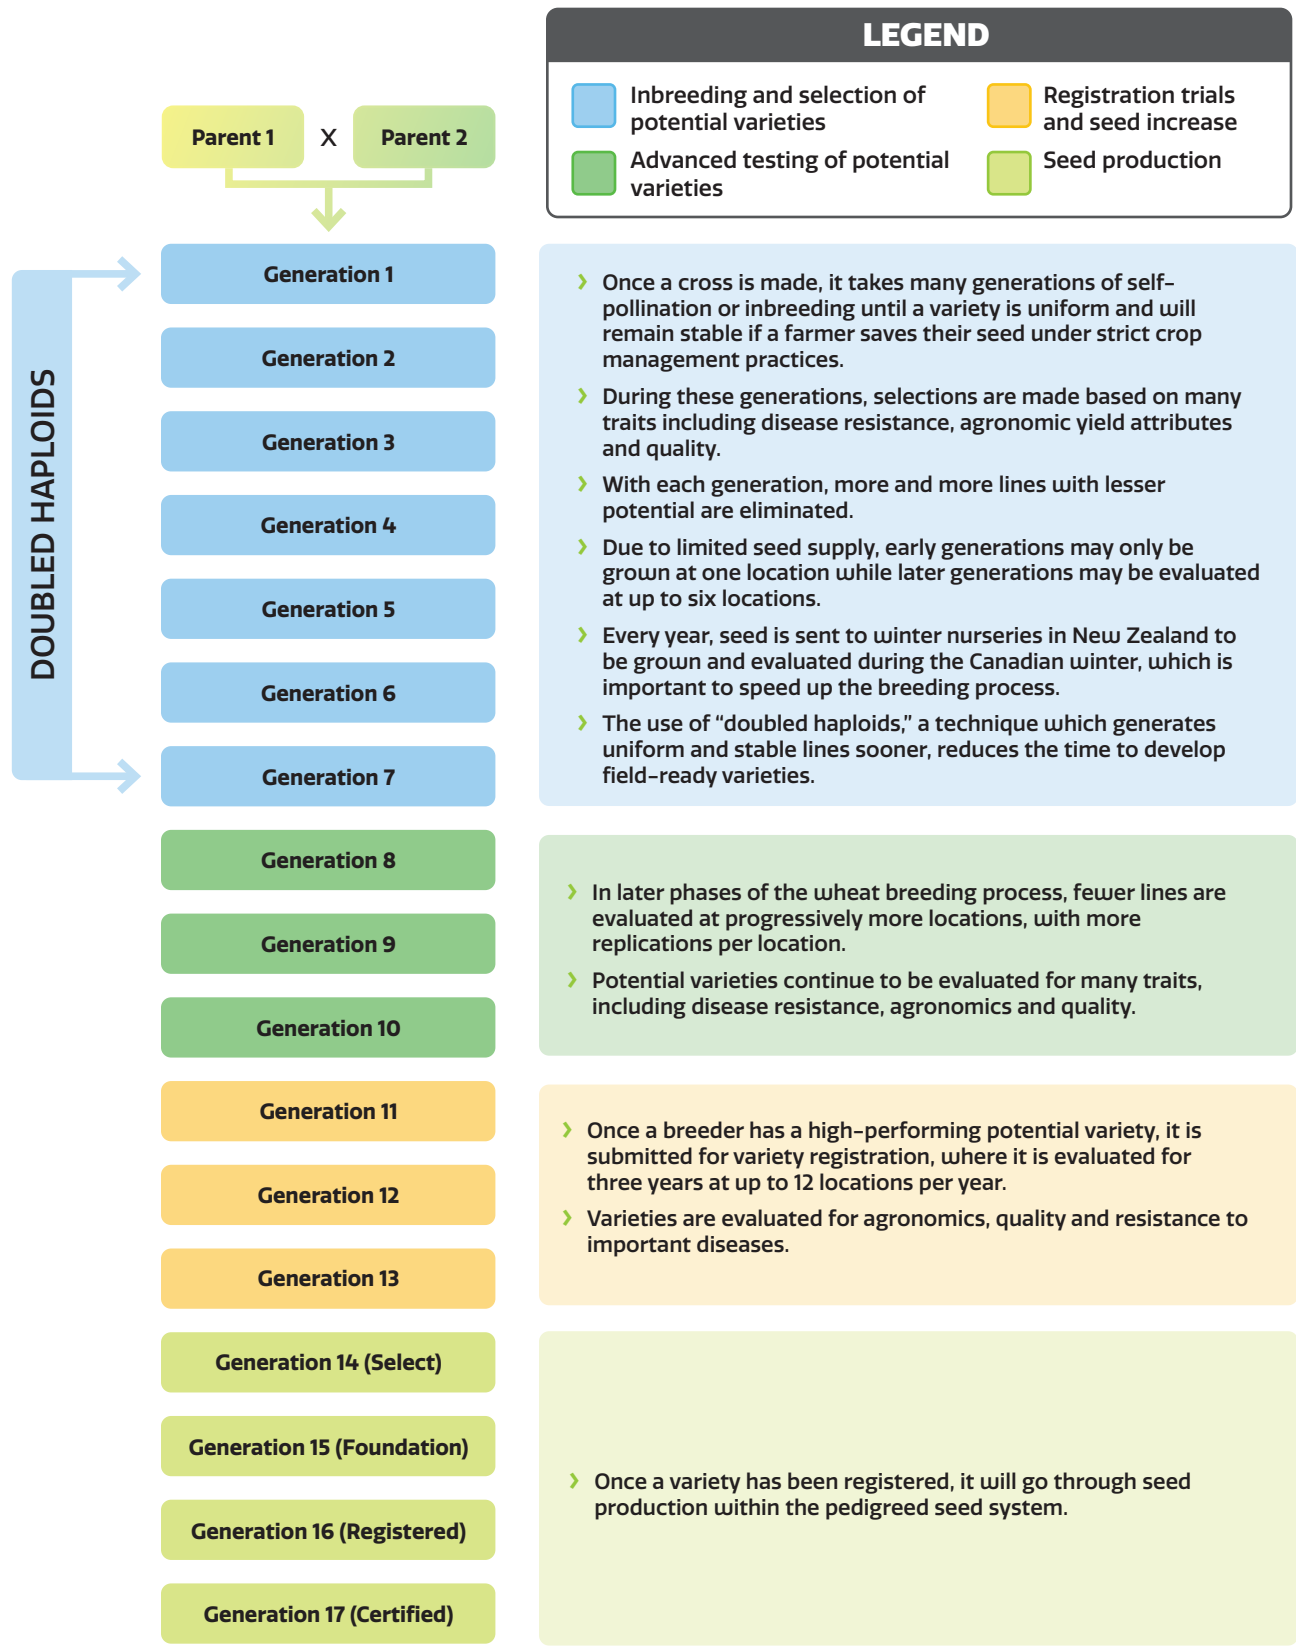 LEGEND
Inbreeding and selection of
potential varieties
Advanced testing of potential
varieties
Registration trials
and seed increase
Seed production
Parent 1
X
Parent 2
DOUBLED HAPLOIDS
Generation 1
Generation 2
Generation 3
Generation 4
Generation 5
Generation 6
Generation 7
› Once a cross is made, it takes many generations of self-
pollination or inbreeding until a variety is uniform and will
remain stable if a farmer saves their seed under strict crop
management practices.
› During these generations, selections are made based on many
traits including disease resistance, agronomic yield attributes
and quality.
› With each generation, more and more lines with lesser
potential are eliminated.
› Due to limited seed supply, early generations may only be
grown at one location while later generations may be evaluated
at up to six locations.
› Every year, seed is sent to winter nurseries in New Zealand to
be grown and evaluated during the Canadian winter, which is
important to speed up the breeding process.
› The use of “doubled haploids,” a technique which generates
uniform and stable lines sooner, reduces the time to develop
field-ready varieties.
Generation 8
Generation 9
Generation 10
› In later phases of the wheat breeding process, fewer lines are
evaluated at progressively more locations, with more
replications per location.
› Potential varieties continue to be evaluated for many traits,
including disease resistance, agronomics and quality.
Generation 11
Generation 12
Generation 13
› Once a breeder has a high-performing potential variety, it is
submitted for variety registration, where it is evaluated for
three years at up to 12 locations per year.
› Varieties are evaluated for agronomics, quality and resistance to
important diseases.
Generation 14 (Select)
Generation 15 (Foundation)
Generation 16 (Registered)
Generation 17 (Certified)
› Once a variety has been registered, it will go through seed
production within the pedigreed seed system.